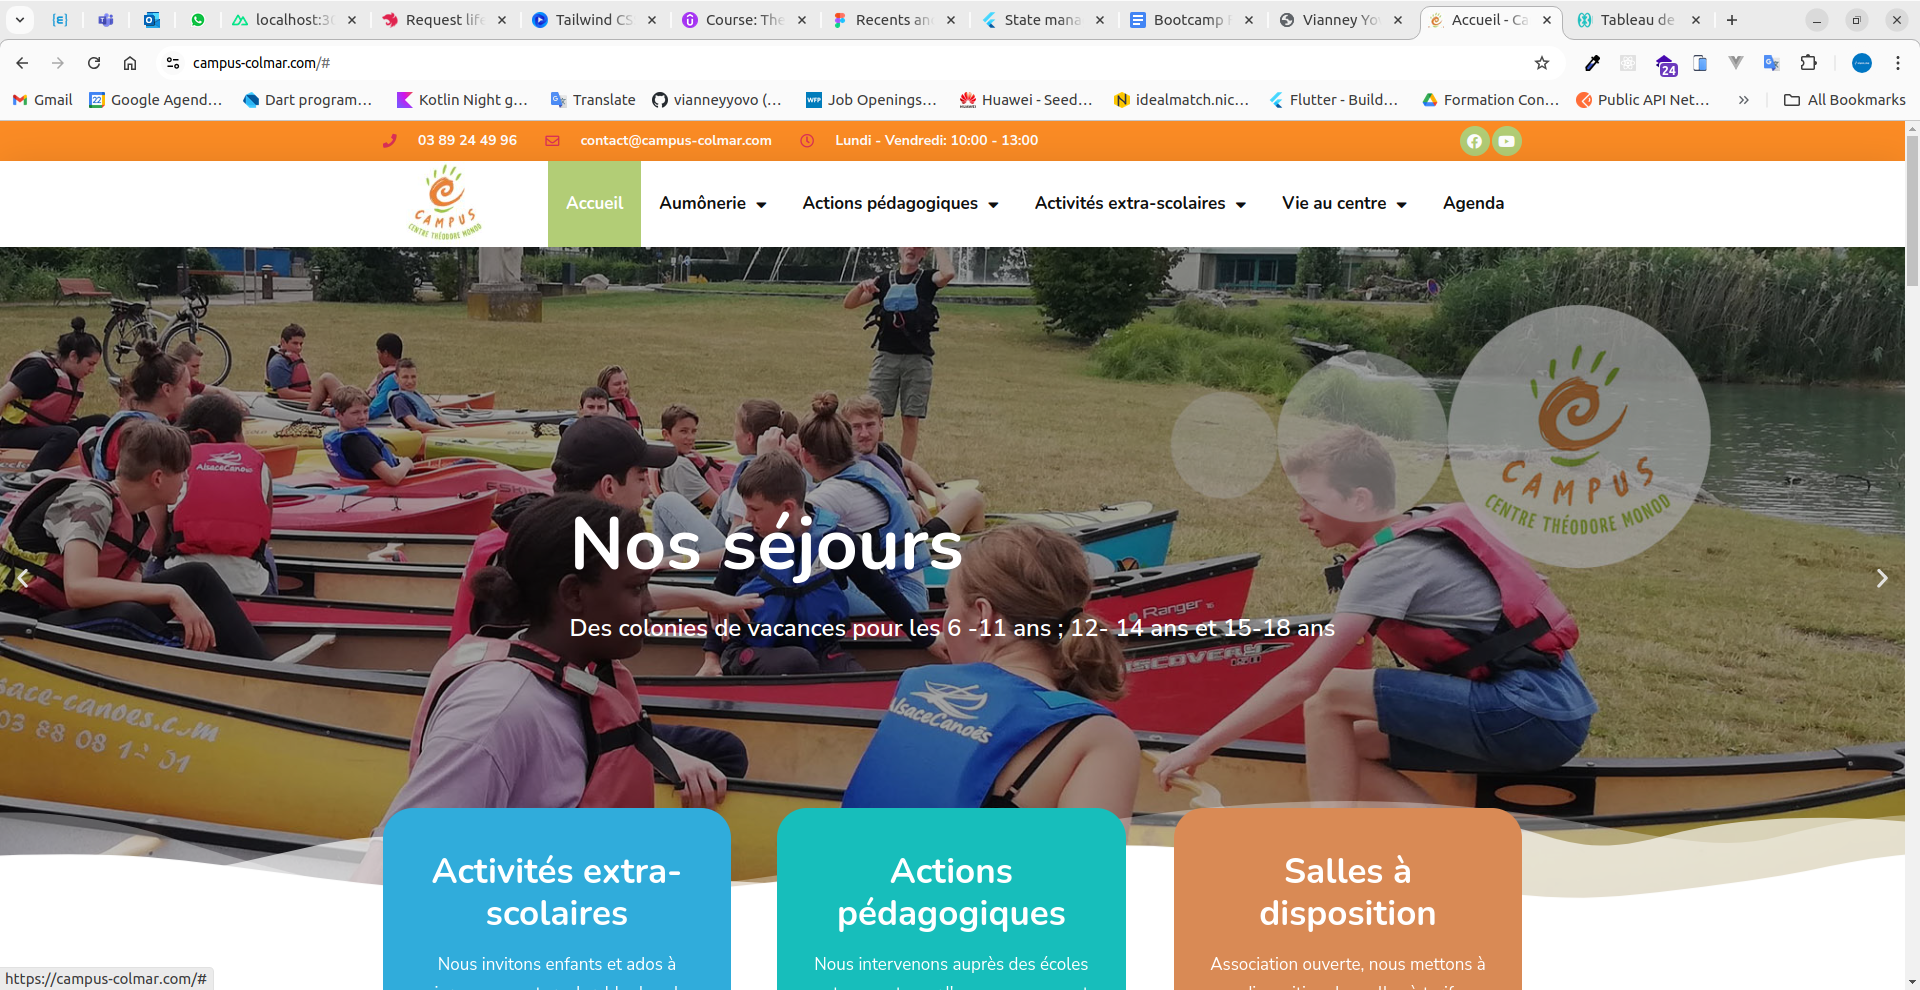 localhost:30
Request life
Tailwind CS
Course: The
Recents an
State mana
Bootcamp F
Vianney Yo
Accueil - Ca
Tableau de
campus-colmar.com/#
24
Gmail
Google Agend...
Dart program...
Kotlin Night g...
Translate
vianneyyovo (...
Job Openings...
Huawei - Seed...
idealmatch.nic...
Flutter - Build...
Formation Con...
Public API Net...
All Bookmarks
03 89 24 49 96
contact@campus-colmar.com
Lundi - Vendredi: 10:00 - 13:00
CAMPUS
CENTRE THÉODORE MONOD
Accueil
Aumônerie
Actions pédagogiques
Activités extra-scolaires
Vie au centre
Agenda
CAMPUS
CENTRE THÉODORE MONOD
AlsaceCanoës
Nos séjours
Ranger
Des colonies de vacances pour les 6 -11 ans ; 12- 14 ans et 15-18 ans
DISCOVERY
AlsaceCanoës
sace-canoes.com
03 88 08
Activités extra-
scolaires
Nous invitons enfants et ados à
Actions
pédagogiques
Nous intervenons auprès des écoles
Salles à
disposition
Association ouverte, nous mettons à
https://campus-colmar.com/#